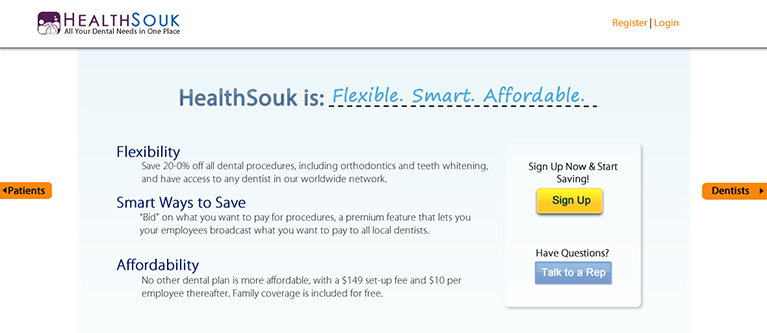 HEALTHSOUK
All Your Dental Needs in One Place
Register | Login
HealthSouk is: Flexible. Smart. Affordable.
Flexibility
Save 20-0% off all dental procedures, including orthodontics and teeth whitening,
and have access to any dentist in our worldwide network.
Smart Ways to Save
"Bid" on what you want to pay for procedures, a premium feature that lets you
your employees broadcast what you want to pay to all local dentists.
Affordability
No other dental plan is more affordable, with a $149 set-up fee and $10 per
employee thereafter. Family coverage is included for free.
Sign Up Now & Start
Saving!
Sign Up
Have Questions?
Talk to a Rep
Patients
Dentists